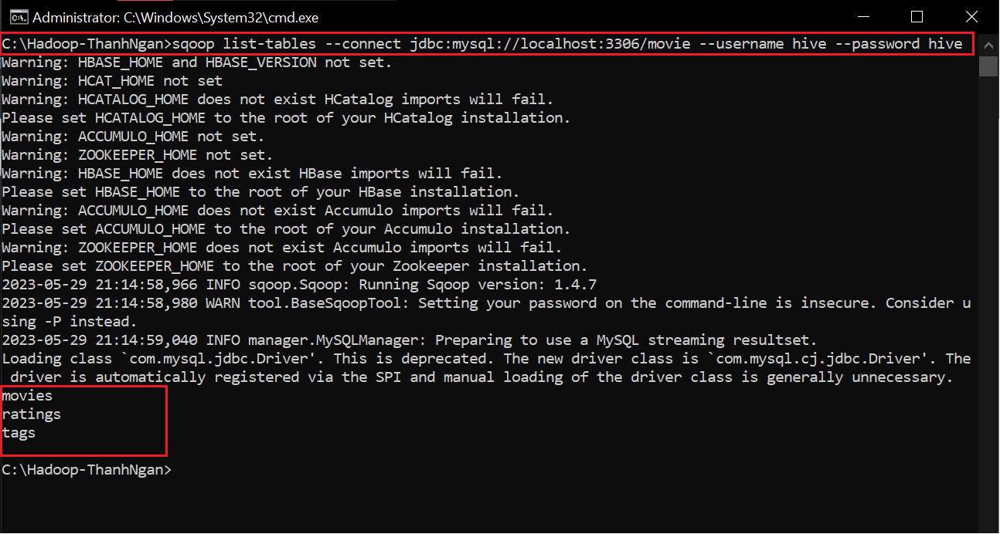 Administrator: C:\Windows\System32\cmd.exe
C:\Hadoop-ThanhNgan>sqoop list-tables --connect jdbc:mysql://localhost:3306/movie --username hive --password hive
Warning: HBASE_HOME and HBASE_VERSION not set.
Warning: HCAT_HOME not set
Warning: HCATALOG_HOME does not exist HCatalog imports will fail.
Please set HCATALOG_HOME to the root of your HCatalog installation.
Warning: ACCUMULO_HOME not set.
Warning: ZOOKEEPER_HOME not set.
Warning: HBASE_HOME does not exist HBase imports will fail.
Please set HBASE_HOME to the root of your HBase installation.
Warning: ACCUMULO_HOME does not exist Accumulo imports will fail.
Please set ACCUMULO_HOME to the root of your Accumulo installation.
Warning: ZOOKEEPER_HOME does not exist Accumulo imports will fail.
Please set ZOOKEEPER_HOME to the root of your Zookeeper installation.
2023-05-29 21:14:58,966 INFO sqoop.Sqoop: Running Sqoop version: 1.4.7
2023-05-29 21:14:58,980 WARN tool.BaseSqoopTool: Setting your password on the command-line is insecure. Consider u
sing -P instead.
2023-05-29 21:14:59,040 INFO manager.MySQLManager: Preparing to use a MySQL streaming resultset.
Loading class `com.mysql.jdbc.Driver'. This is deprecated. The new driver class is `com.mysql.cj.jdbc.Driver'. The
 driver is automatically registered via the SPI and manual loading of the driver class is generally unnecessary.
movies
ratings
tags
C:\Hadoop-ThanhNgan>